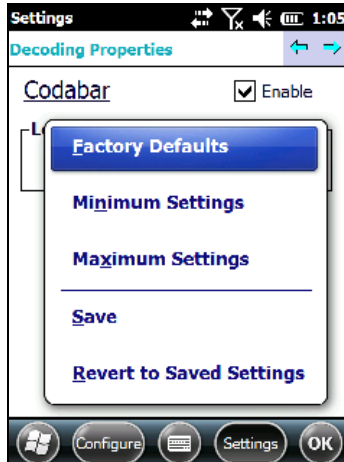 Settings 1:05
Decoding Properties
Codabar Enable
Factory Defaults
Minimum Settings
Maximum Settings
Save
Revert to Saved Settings
Configure Settings OK